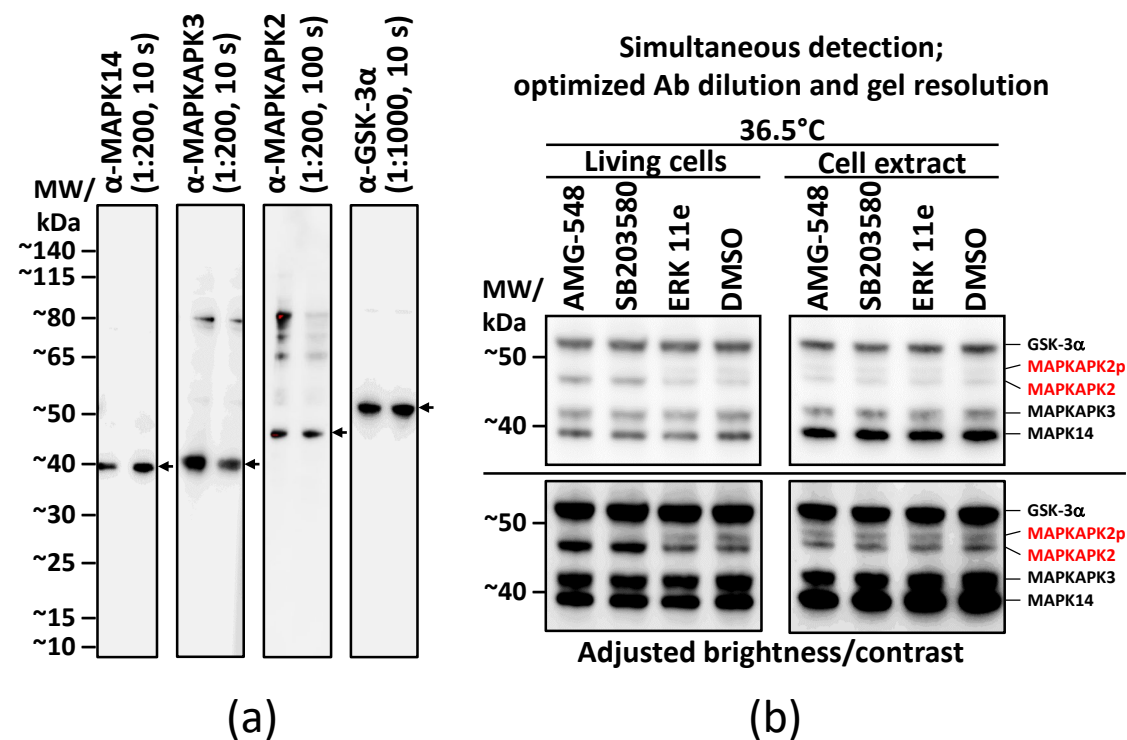 α-MAPK14
(1:200, 10 s)
α-MAPKAPK3
(1:200, 10 s)
α-MAPKAPK2
(1:200, 100 s)
α-GSK-3α
(1:1000, 10 s)
MW/
kDa
~140
~115
~80
~65
~50
~40
~30
~25
~15
~10
(a)
Simultaneous detection;
optimized Ab dilution and gel resolution
36.5°C
Living cells
Cell extract
AMG-548
SB203580
ERK 11e
DMSO
AMG-548
SB203580
ERK 11e
DMSO
MW/
kDa
~50
~40
GSK-3α
MAPKAPK2p
MAPKAPK2
MAPKAPK3
MAPK14
~50
~40
GSK-3α
MAPKAPK2p
MAPKAPK2
MAPKAPK3
MAPK14
Adjusted brightness/contrast
(b)